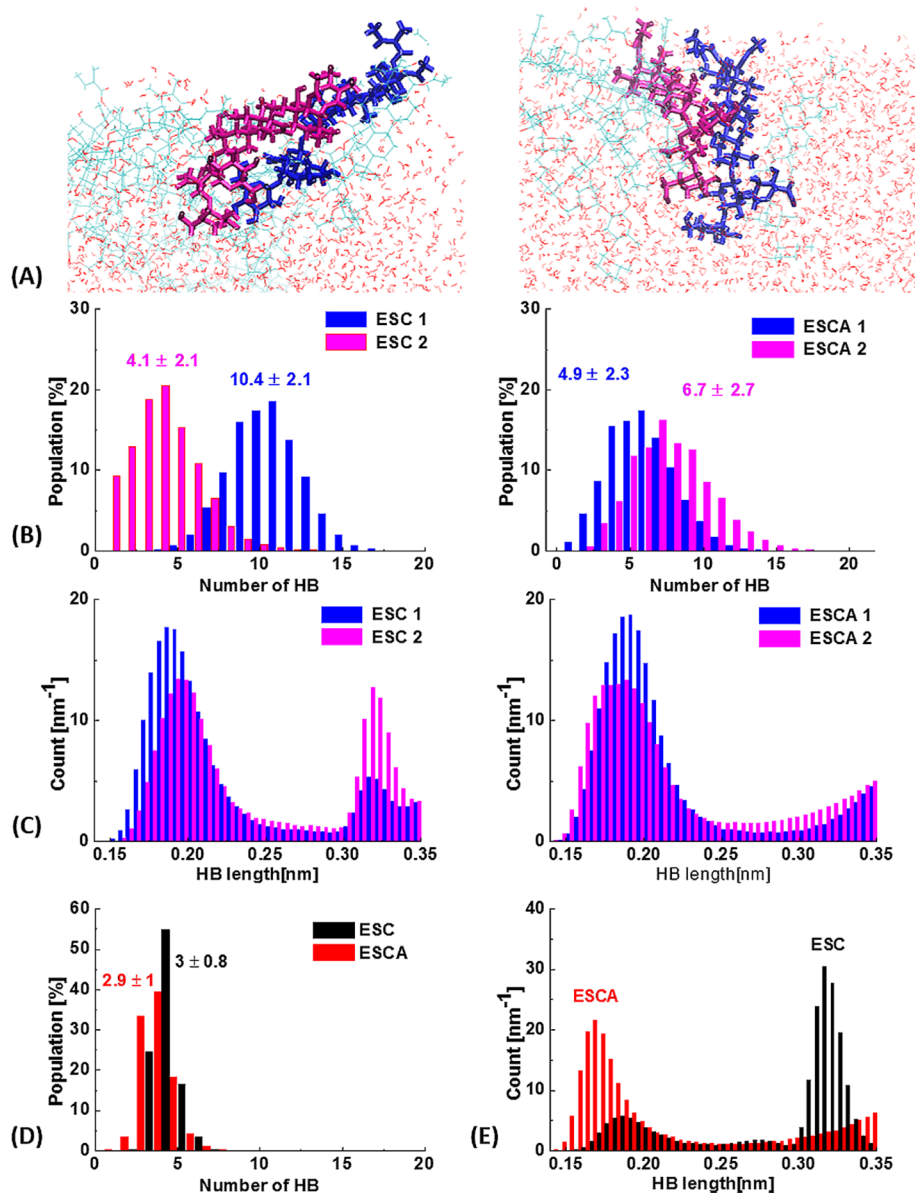 (A)
30
20
10
0
Population [%]
ESC 1
ESC 2
4.1 ± 2.1
10.4 ± 2.1
0 5 10 15 20
Number of HB
(B)
30
20
10
0
Population [%]
ESCA 1
ESCA 2
4.9 ± 2.3
6.7 ± 2.7
0 5 10 15 20
Number of HB
20
10
0
Count [nm-1]
ESC 1
ESC 2
0.15 0.20 0.25 0.30 0.35
HB length[nm]
(C)
20
10
0
Count [nm-1]
ESCA 1
ESCA 2
0.15 0.20 0.25 0.30 0.35
HB length[nm]
60
50
40
30
20
10
0
Population [%]
ESC
ESCA
2.9 ± 1
3 ± 0.8
0 5 10 15 20
Number of HB
(D)
40
30
20
10
0
Count [nm-1]
ESCA
ESC
0.15 0.20 0.25 0.30 0.35
HB length[nm]
(E)